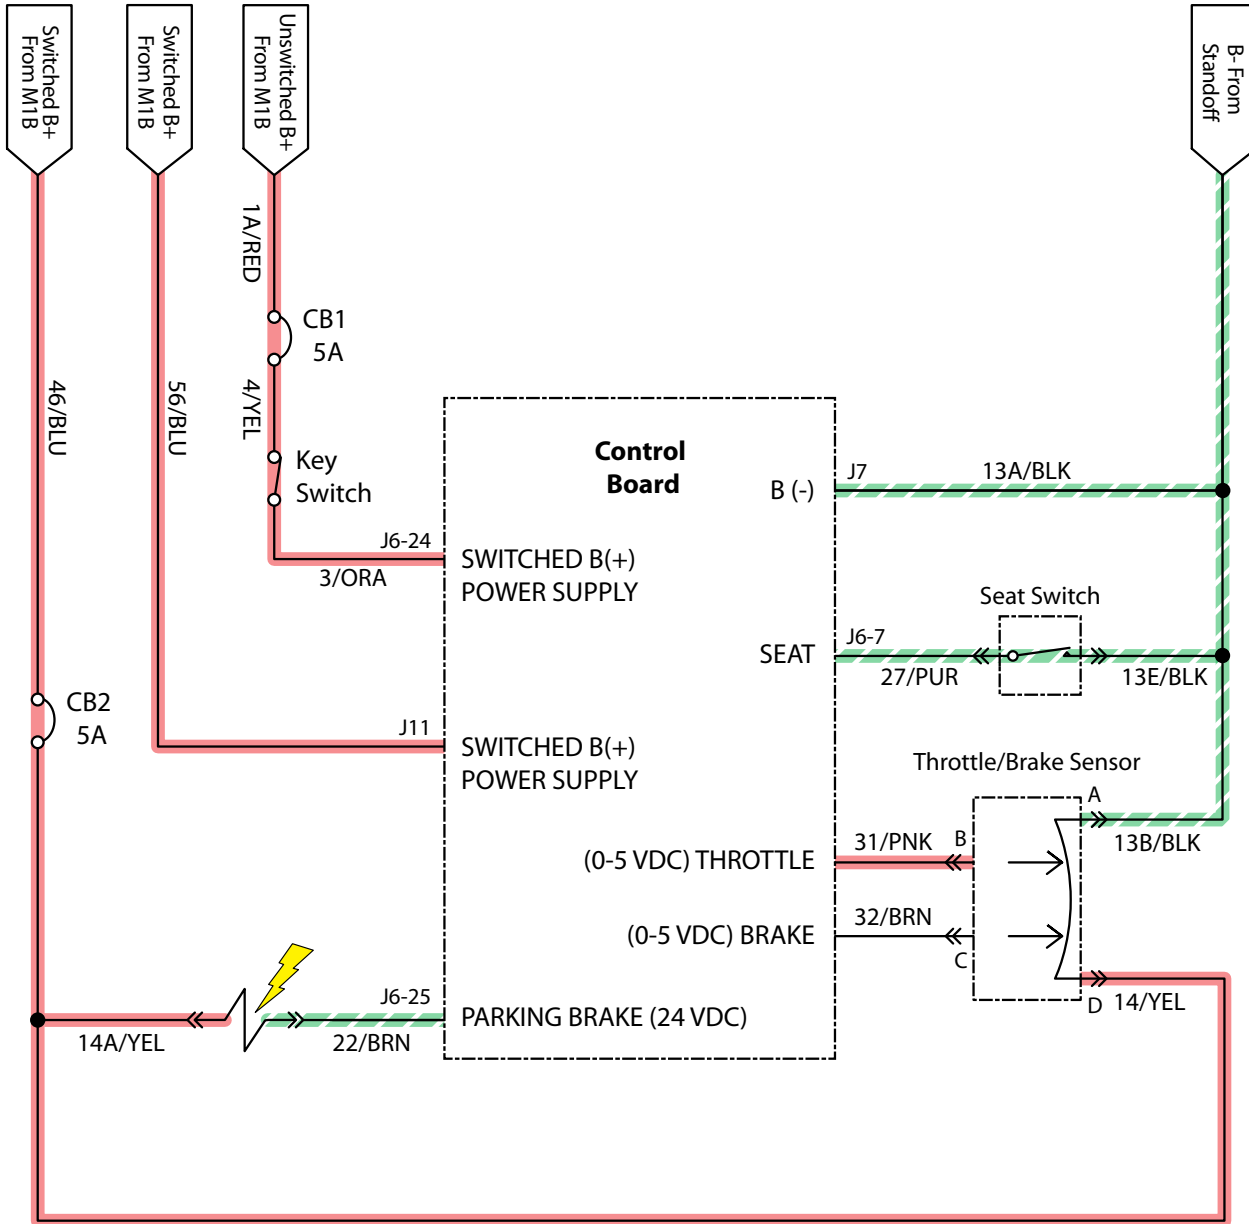 Switched B+
From M1B
Switched B+
From M1B
Unswitched B+
From M1B
B- From
Standoff
1A/RED
CB1
5A
46/BLU
56/BLU
4/YEL
Key
Switch
Control
Board
B (-)
J7
13A/BLK
J6-24
3/ORA
SWITCHED B(+)
POWER SUPPLY
Seat Switch
SEAT
J6-7
27/PUR
13E/BLK
CB2
5A
J11
SWITCHED B(+)
POWER SUPPLY
Throttle/Brake Sensor
A
13B/BLK
(0-5 VDC) THROTTLE
31/PNK
B
(0-5 VDC) BRAKE
32/BRN
C
D
14/YEL
J6-25
PARKING BRAKE (24 VDC)
14A/YEL
22/BRN